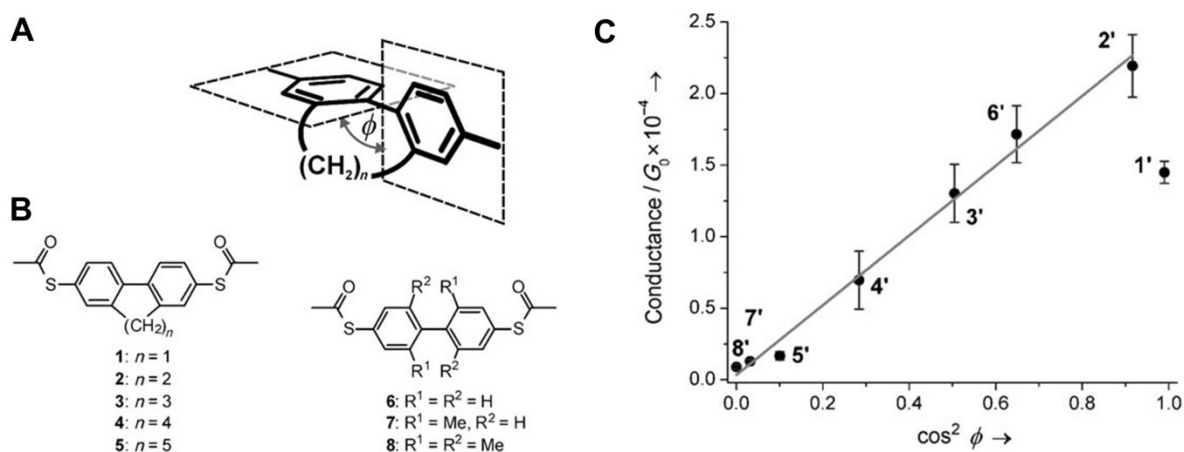 A
ϕ
(CH₂)ₙ
B
O
S
S
O
(CH₂)ₙ
1: n = 1
2: n = 2
3: n = 3
4: n = 4
5: n = 5
O
S
R²
R¹
R¹
R²
S
O
6: R¹ = R² = H
7: R¹ = Me, R² = H
8: R¹ = R² = Me
C
Conductance / G₀ × 10⁻⁴ →
2.5
2.0
1.5
1.0
0.5
0.0
2'
6'
1'
3'
4'
7'
8'
5'
0.0 0.2 0.4 0.6 0.8 1.0
cos² ϕ →